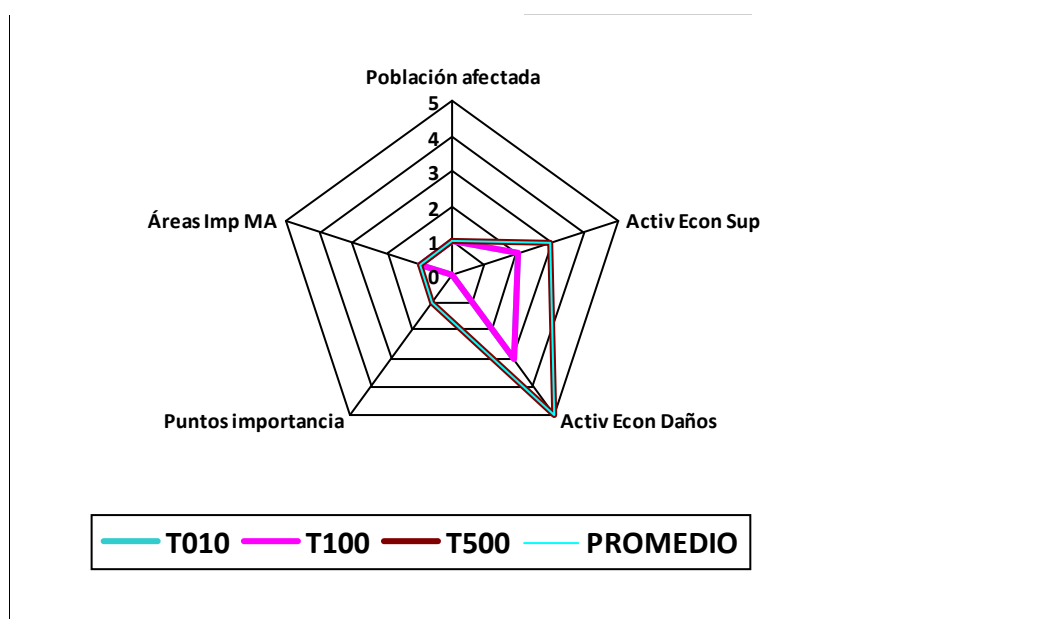 Población afectada
5
4
3
2
1
0
Áreas Imp MA
Activ Econ Sup
Puntos importancia
Activ Econ Daños
T010 T100 T500 PROMEDIO